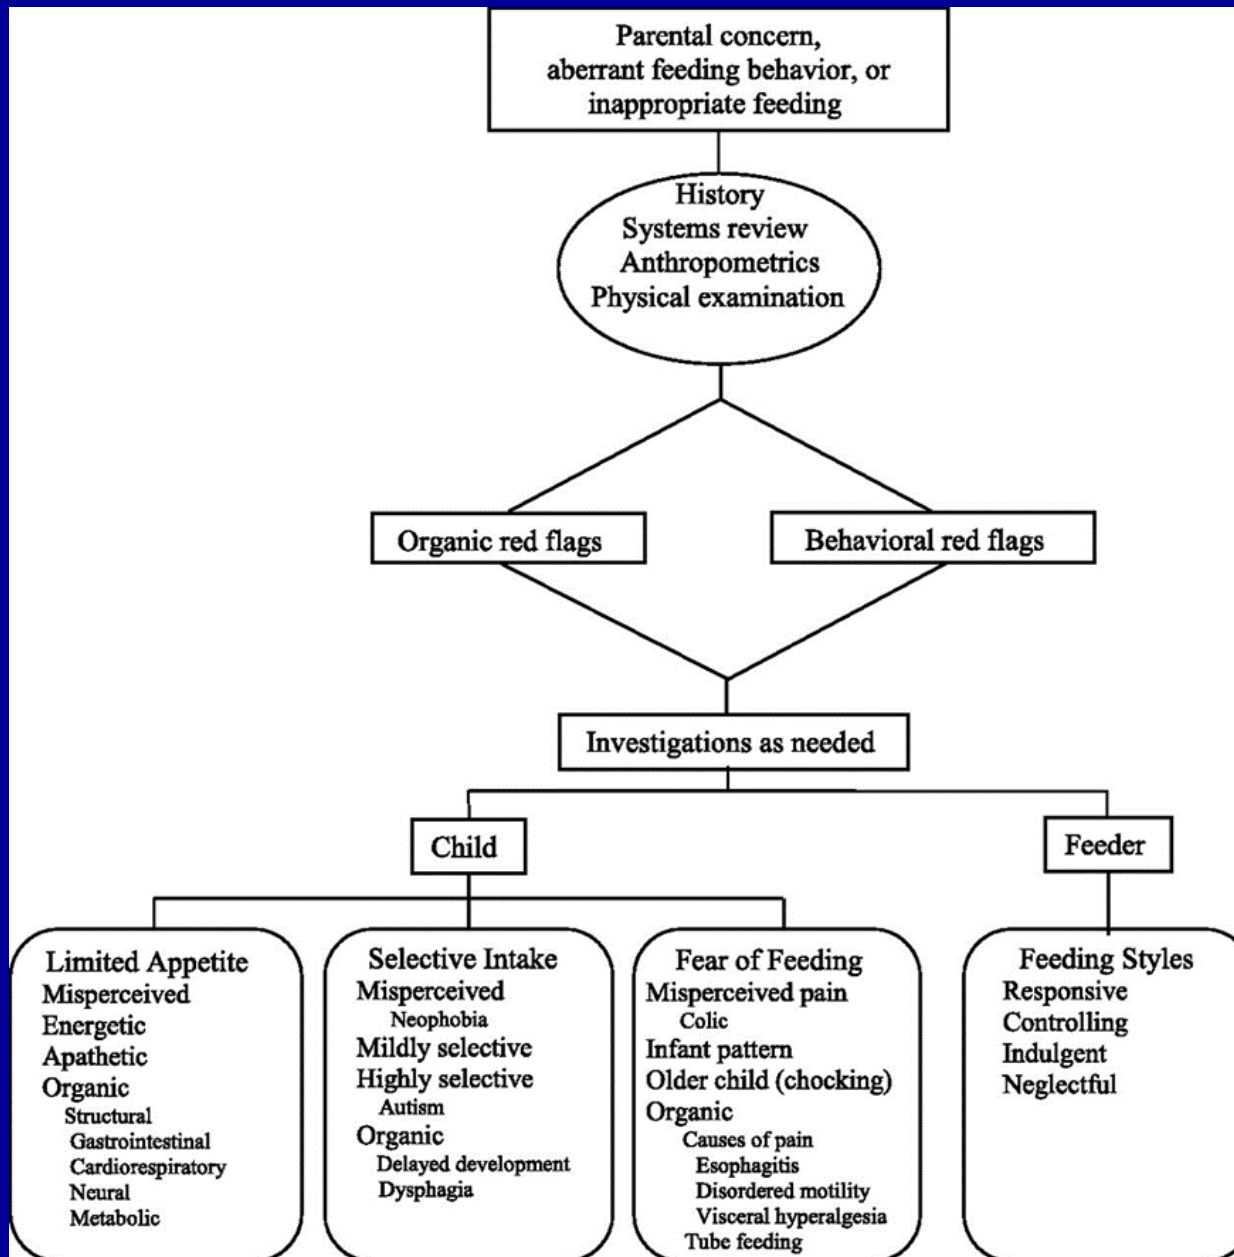 Parental concern,
aberrant feeding behavior, or
inappropriate feeding
History
Systems review
Anthropometrics
Physical examination
Organic red flags
Behavioral red flags
Investigations as needed
Child
Feeder
Limited Appetite
Misperceived
Energetic
Apathetic
Organic
Structural
Gastrointestinal
Cardiorespiratory
Neural
Metabolic
Selective Intake
Misperceived
Neophobia
Mildly selective
Highly selective
Autism
Organic
Delayed development
Dysphagia
Fear of Feeding
Misperceived pain
Colic
Infant pattern
Older child (chocking)
Organic
Causes of pain
Esophagitis
Disordered motility
Visceral hyperalgesia
Tube feeding
Feeding Styles
Responsive
Controlling
Indulgent
Neglectful